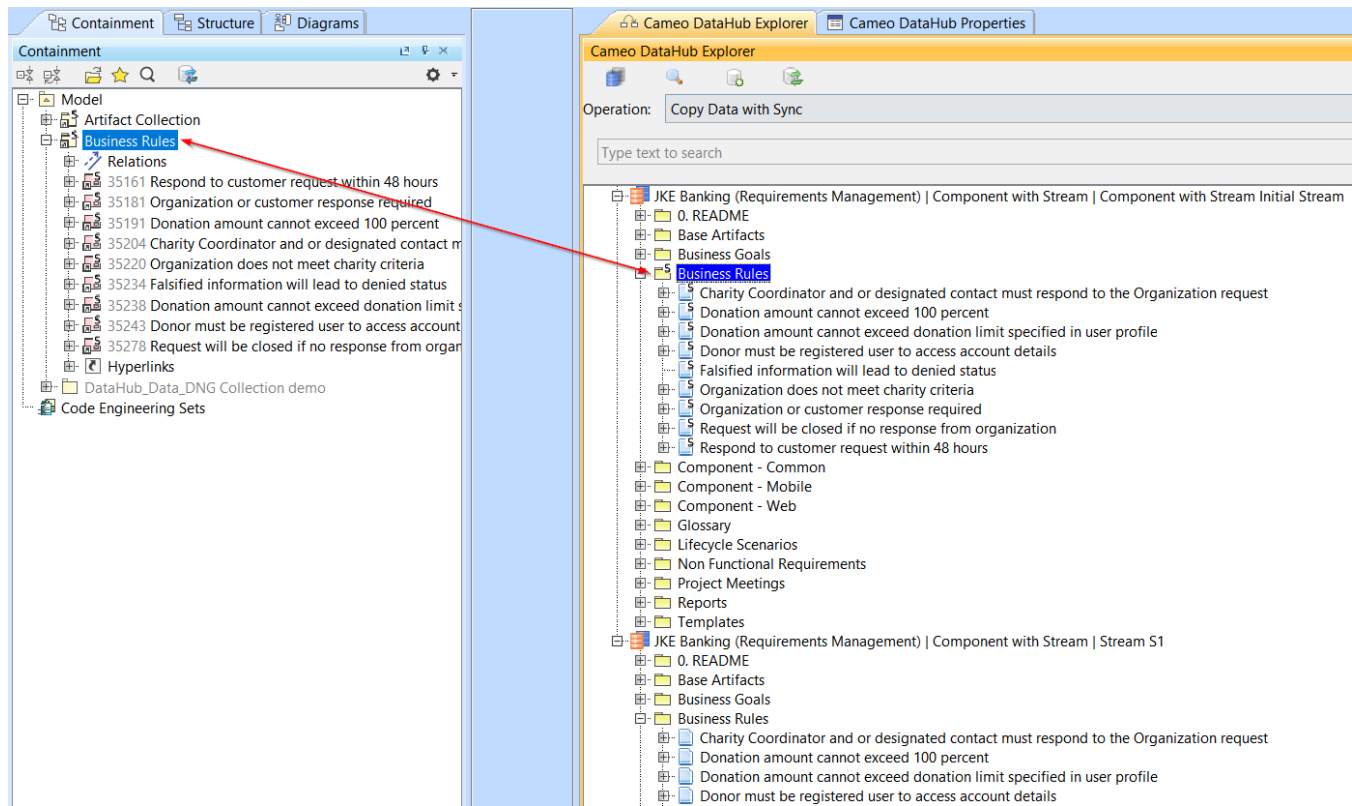 Containment
Structure
Diagrams
Containment
Model
Artifact Collection
Business Rules
Relations
35161 Respond to customer request within 48 hours
35181 Organization or customer response required
35191 Donation amount cannot exceed 100 percent
35204 Charity Coordinator and or designated contact m
35220 Organization does not meet charity criteria
35234 Falsified information will lead to denied status
35238 Donation amount cannot exceed donation limit s
35243 Donor must be registered user to access account
35278 Request will be closed if no response from organ
Hyperlinks
DataHub_Data_DNG Collection demo
Code Engineering Sets
Cameo DataHub Explorer
Cameo DataHub Properties
Cameo DataHub Explorer
Operation: Copy Data with Sync
Type text to search
JKE Banking (Requirements Management) | Component with Stream | Component with Stream Initial Stream
0. README
Base Artifacts
Business Goals
Business Rules
Charity Coordinator and or designated contact must respond to the Organization request
Donation amount cannot exceed 100 percent
Donation amount cannot exceed donation limit specified in user profile
Donor must be registered user to access account details
Falsified information will lead to denied status
Organization does not meet charity criteria
Organization or customer response required
Request will be closed if no response from organization
Respond to customer request within 48 hours
Component - Common
Component - Mobile
Component - Web
Glossary
Lifecycle Scenarios
Non Functional Requirements
Project Meetings
Reports
Templates
JKE Banking (Requirements Management) | Component with Stream | Stream S1
0. README
Base Artifacts
Business Goals
Business Rules
Charity Coordinator and or designated contact must respond to the Organization request
Donation amount cannot exceed 100 percent
Donation amount cannot exceed donation limit specified in user profile
Donor must be registered user to access account details